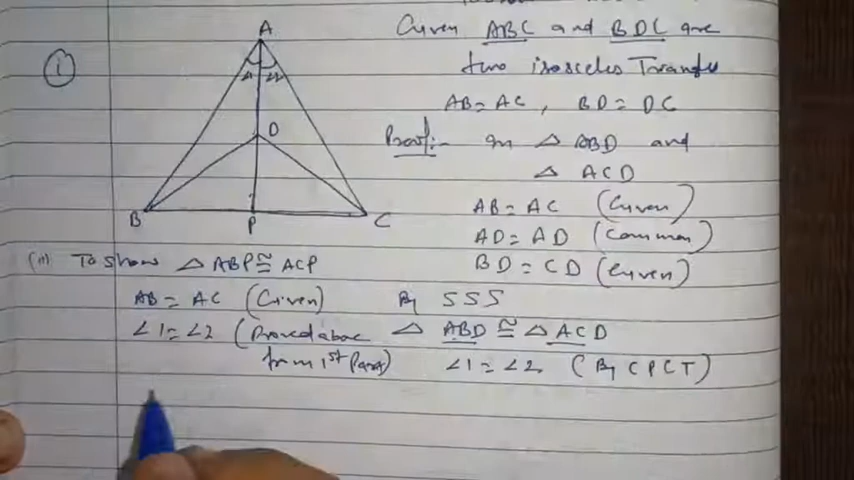 Given ABC and BDC are
two isosceles Triangle
AB = AC , BD = DC
Proof:- In △ ABD and
△ ACD
AB = AC (Given)
AD = AD (Common)
BD = CD (Given)
By SSS
△ ABD ≅ △ ACD
∠1 = ∠2 (By CPCT)
(i)
A
1 2
D
B P C
(ii) To show △ ABP ≅ ACP
AB = AC (Given)
∠1 = ∠2 (Proved above
from 1st Part)